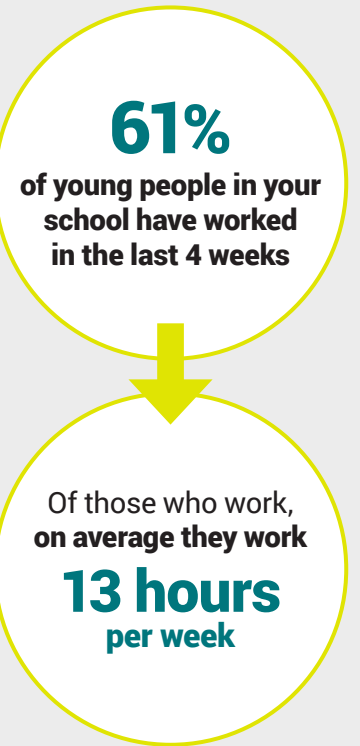 61%
of young people in your
school have worked
in the last 4 weeks
Of those who work,
on average they work
13 hours
per week